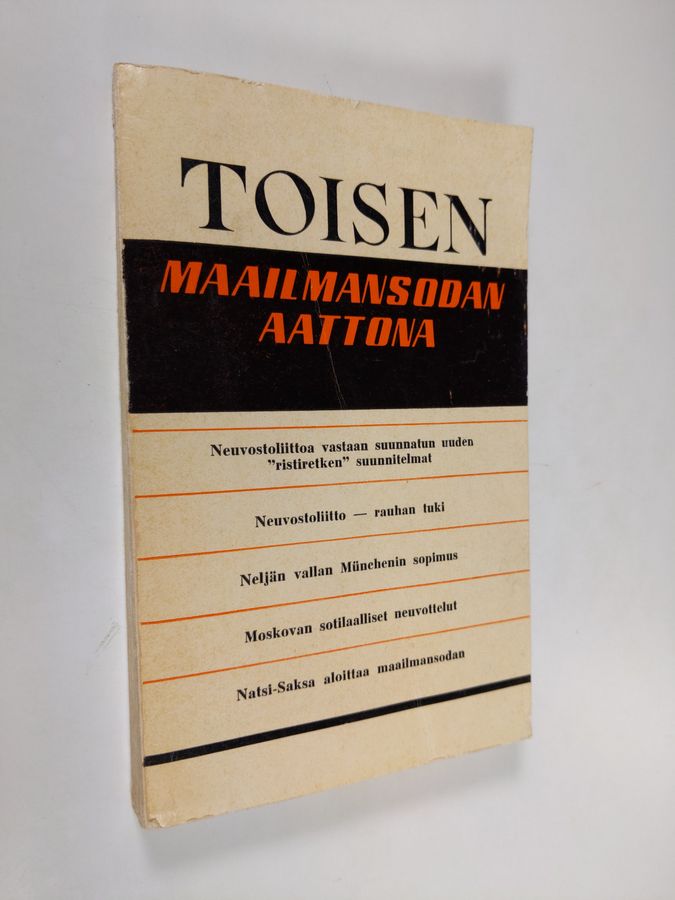 TOISEN
MAAILMANSODAN
AATTONA
Neuvostoliittoa vastaan suunnatun uuden
”ristiretken” suunnitelmat
Neuvostoliitto — rauhan tuki
Neljän vallan Münchenin sopimus
Moskovan sotilaalliset neuvottelut
Natsi-Saksa aloittaa maailmansodan